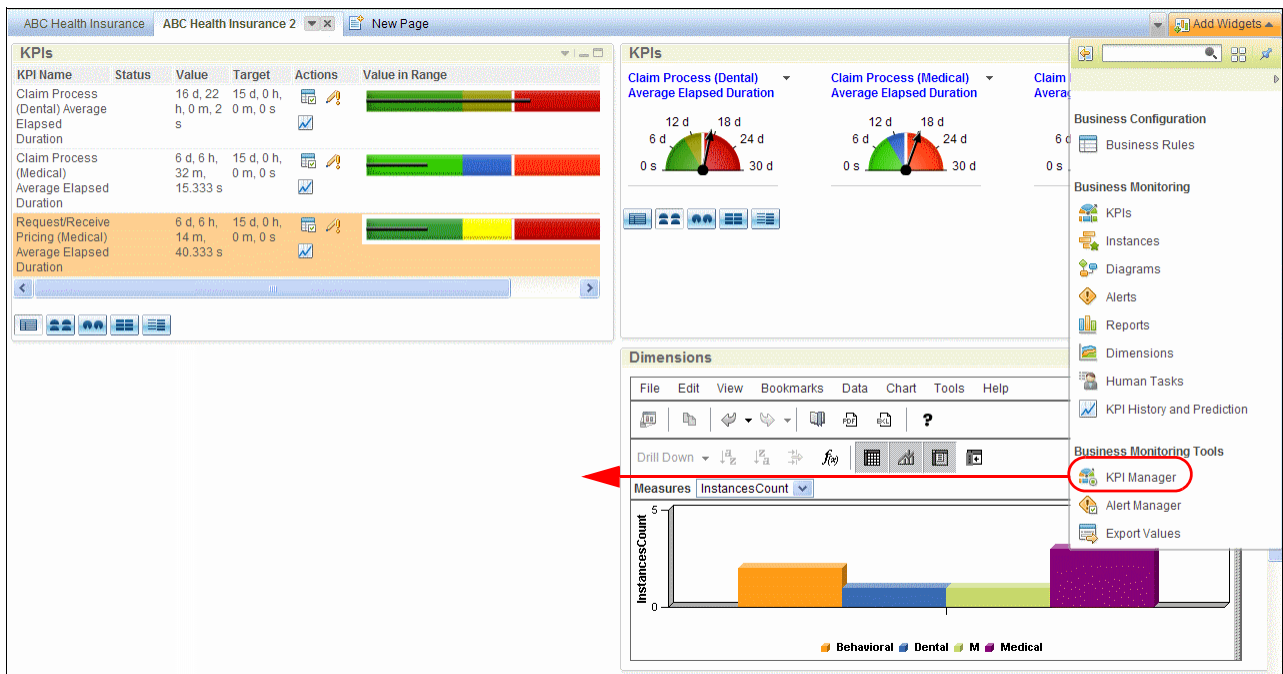 ABC Health Insurance
ABC Health Insurance 2
New Page
Add Widgets
KPIs
KPI Name Status Value Target Actions Value in Range
Claim Process (Dental) Average Elapsed Duration
16 d, 22 h, 0 m, 2 s
15 d, 0 h, 0 m, 0 s
Claim Process (Medical) Average Elapsed Duration
6 d, 6 h, 32 m, 15.333 s
15 d, 0 h, 0 m, 0 s
Request/Receive Pricing (Medical) Average Elapsed Duration
6 d, 6 h, 14 m, 40.333 s
15 d, 0 h, 0 m, 0 s
KPIs
Claim Process (Dental)
Average Elapsed Duration
0 s 6 d 12 d 18 d 24 d 30 d
Claim Process (Medical)
Average Elapsed Duration
0 s 6 d 12 d 18 d 24 d 30 d
Claim
Avera
6
0 s
Dimensions
File Edit View Bookmarks Data Chart Tools Help
PDF
Drill Down
a z
z a
f(x)
Measures InstancesCount
InstancesCount
5
0
Behavioral Dental M Medical
Business Configuration
Business Rules
Business Monitoring
KPIs
Instances
Diagrams
Alerts
Reports
Dimensions
Human Tasks
KPI History and Prediction
Business Monitoring Tools
KPI Manager
Alert Manager
Export Values